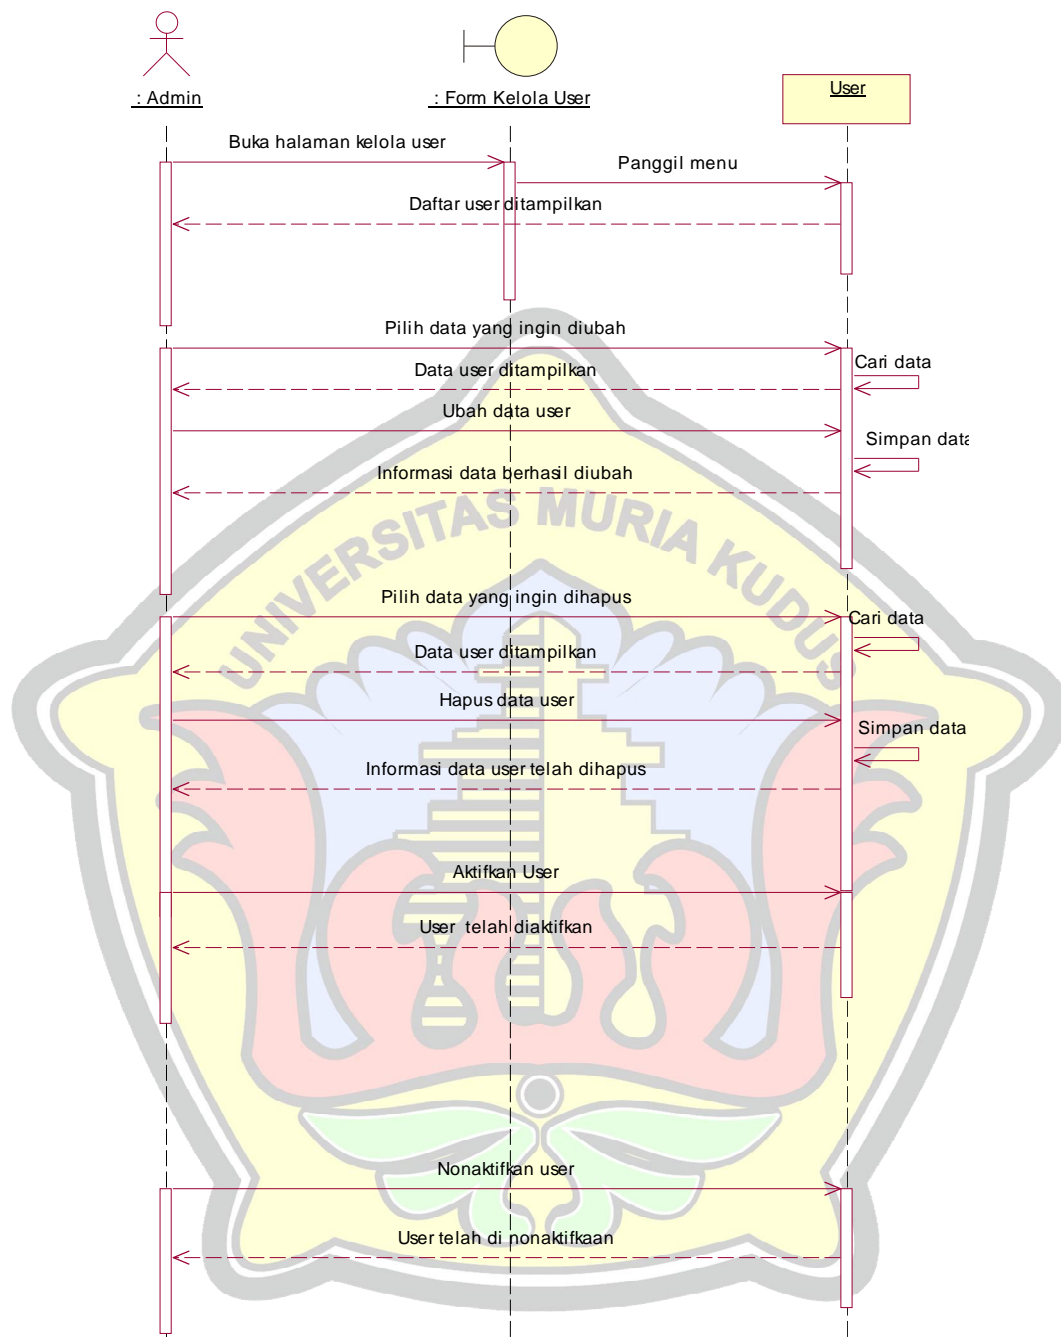 : Admin
: Form Kelola User
User
Buka halaman kelola user
Panggil menu
Daftar user ditampilkan
Pilih data yang ingin diubah
Cari data
Data user ditampilkan
Ubah data user
Simpan data
Informasi data berhasil diubah
UNIVERSITAS MURIA KUDUS
Pilih data yang ingin dihapus
Cari data
Data user ditampilkan
Hapus data user
Simpan data
Informasi data user telah dihapus
Aktifkan User
User telah diaktifkan
Nonaktifkan user
User telah di nonaktifkaan